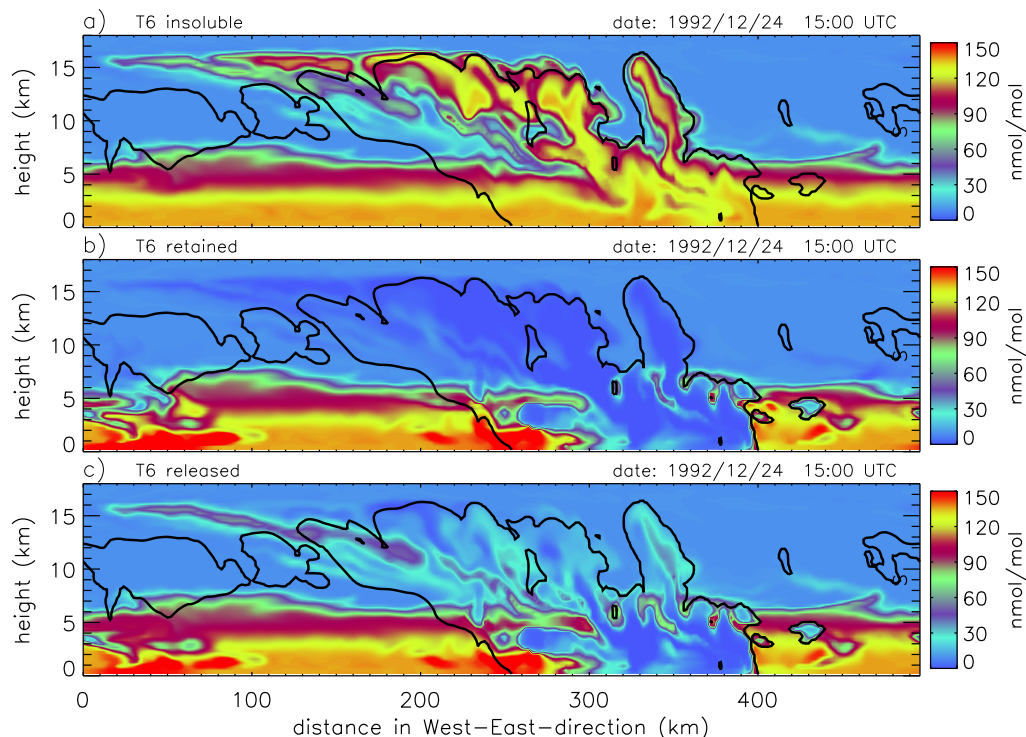 a) T6 insoluble date: 1992/12/24 15:00 UTC
15
10
5
0
height (km)
150
120
90
60
30
0
nmol/mol
b) T6 retained date: 1992/12/24 15:00 UTC
15
10
5
0
height (km)
150
120
90
60
30
0
nmol/mol
c) T6 released date: 1992/12/24 15:00 UTC
15
10
5
0
height (km)
150
120
90
60
30
0
nmol/mol
0 100 200 300 400
distance in West-East-direction (km)